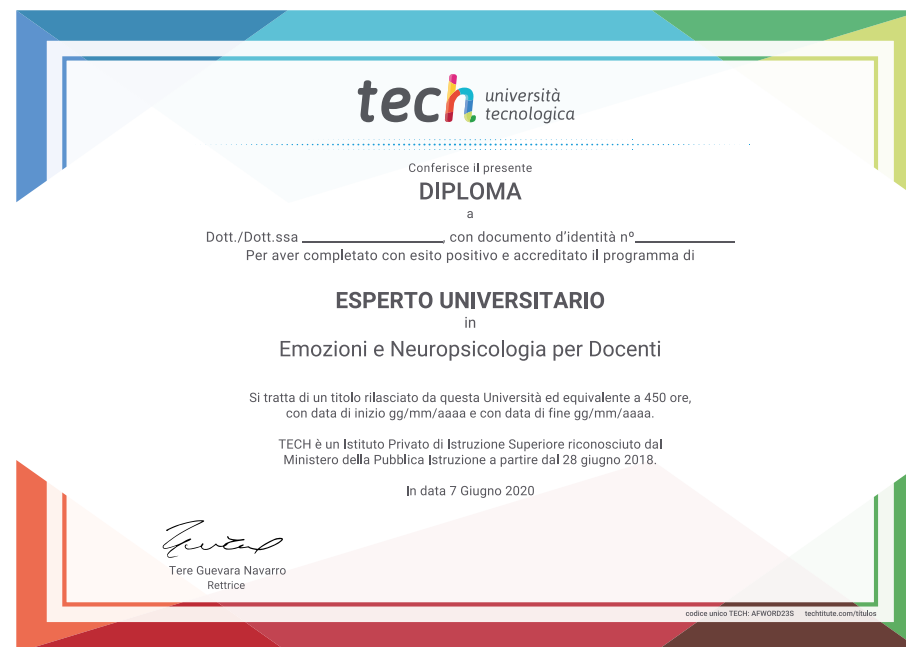 tech università
tecnologica
Conferisce il presente
DIPLOMA
a
Dott./Dott.ssa ____________________, con documento d'identità nº______________
Per aver completato con esito positivo e accreditato il programma di
ESPERTO UNIVERSITARIO
in
Emozioni e Neuropsicologia per Docenti
Si tratta di un titolo rilasciato da questa Università ed equivalente a 450 ore,
con data di inizio gg/mm/aaaa e con data di fine gg/mm/aaaa.
TECH è un Istituto Privato di Istruzione Superiore riconosciuto dal
Ministero della Pubblica Istruzione a partire dal 28 giugno 2018.
In data 7 Giugno 2020
Tere Guevara Navarro
Rettrice
codice unico TECH: AFWORD23S techtitute.com/títulos